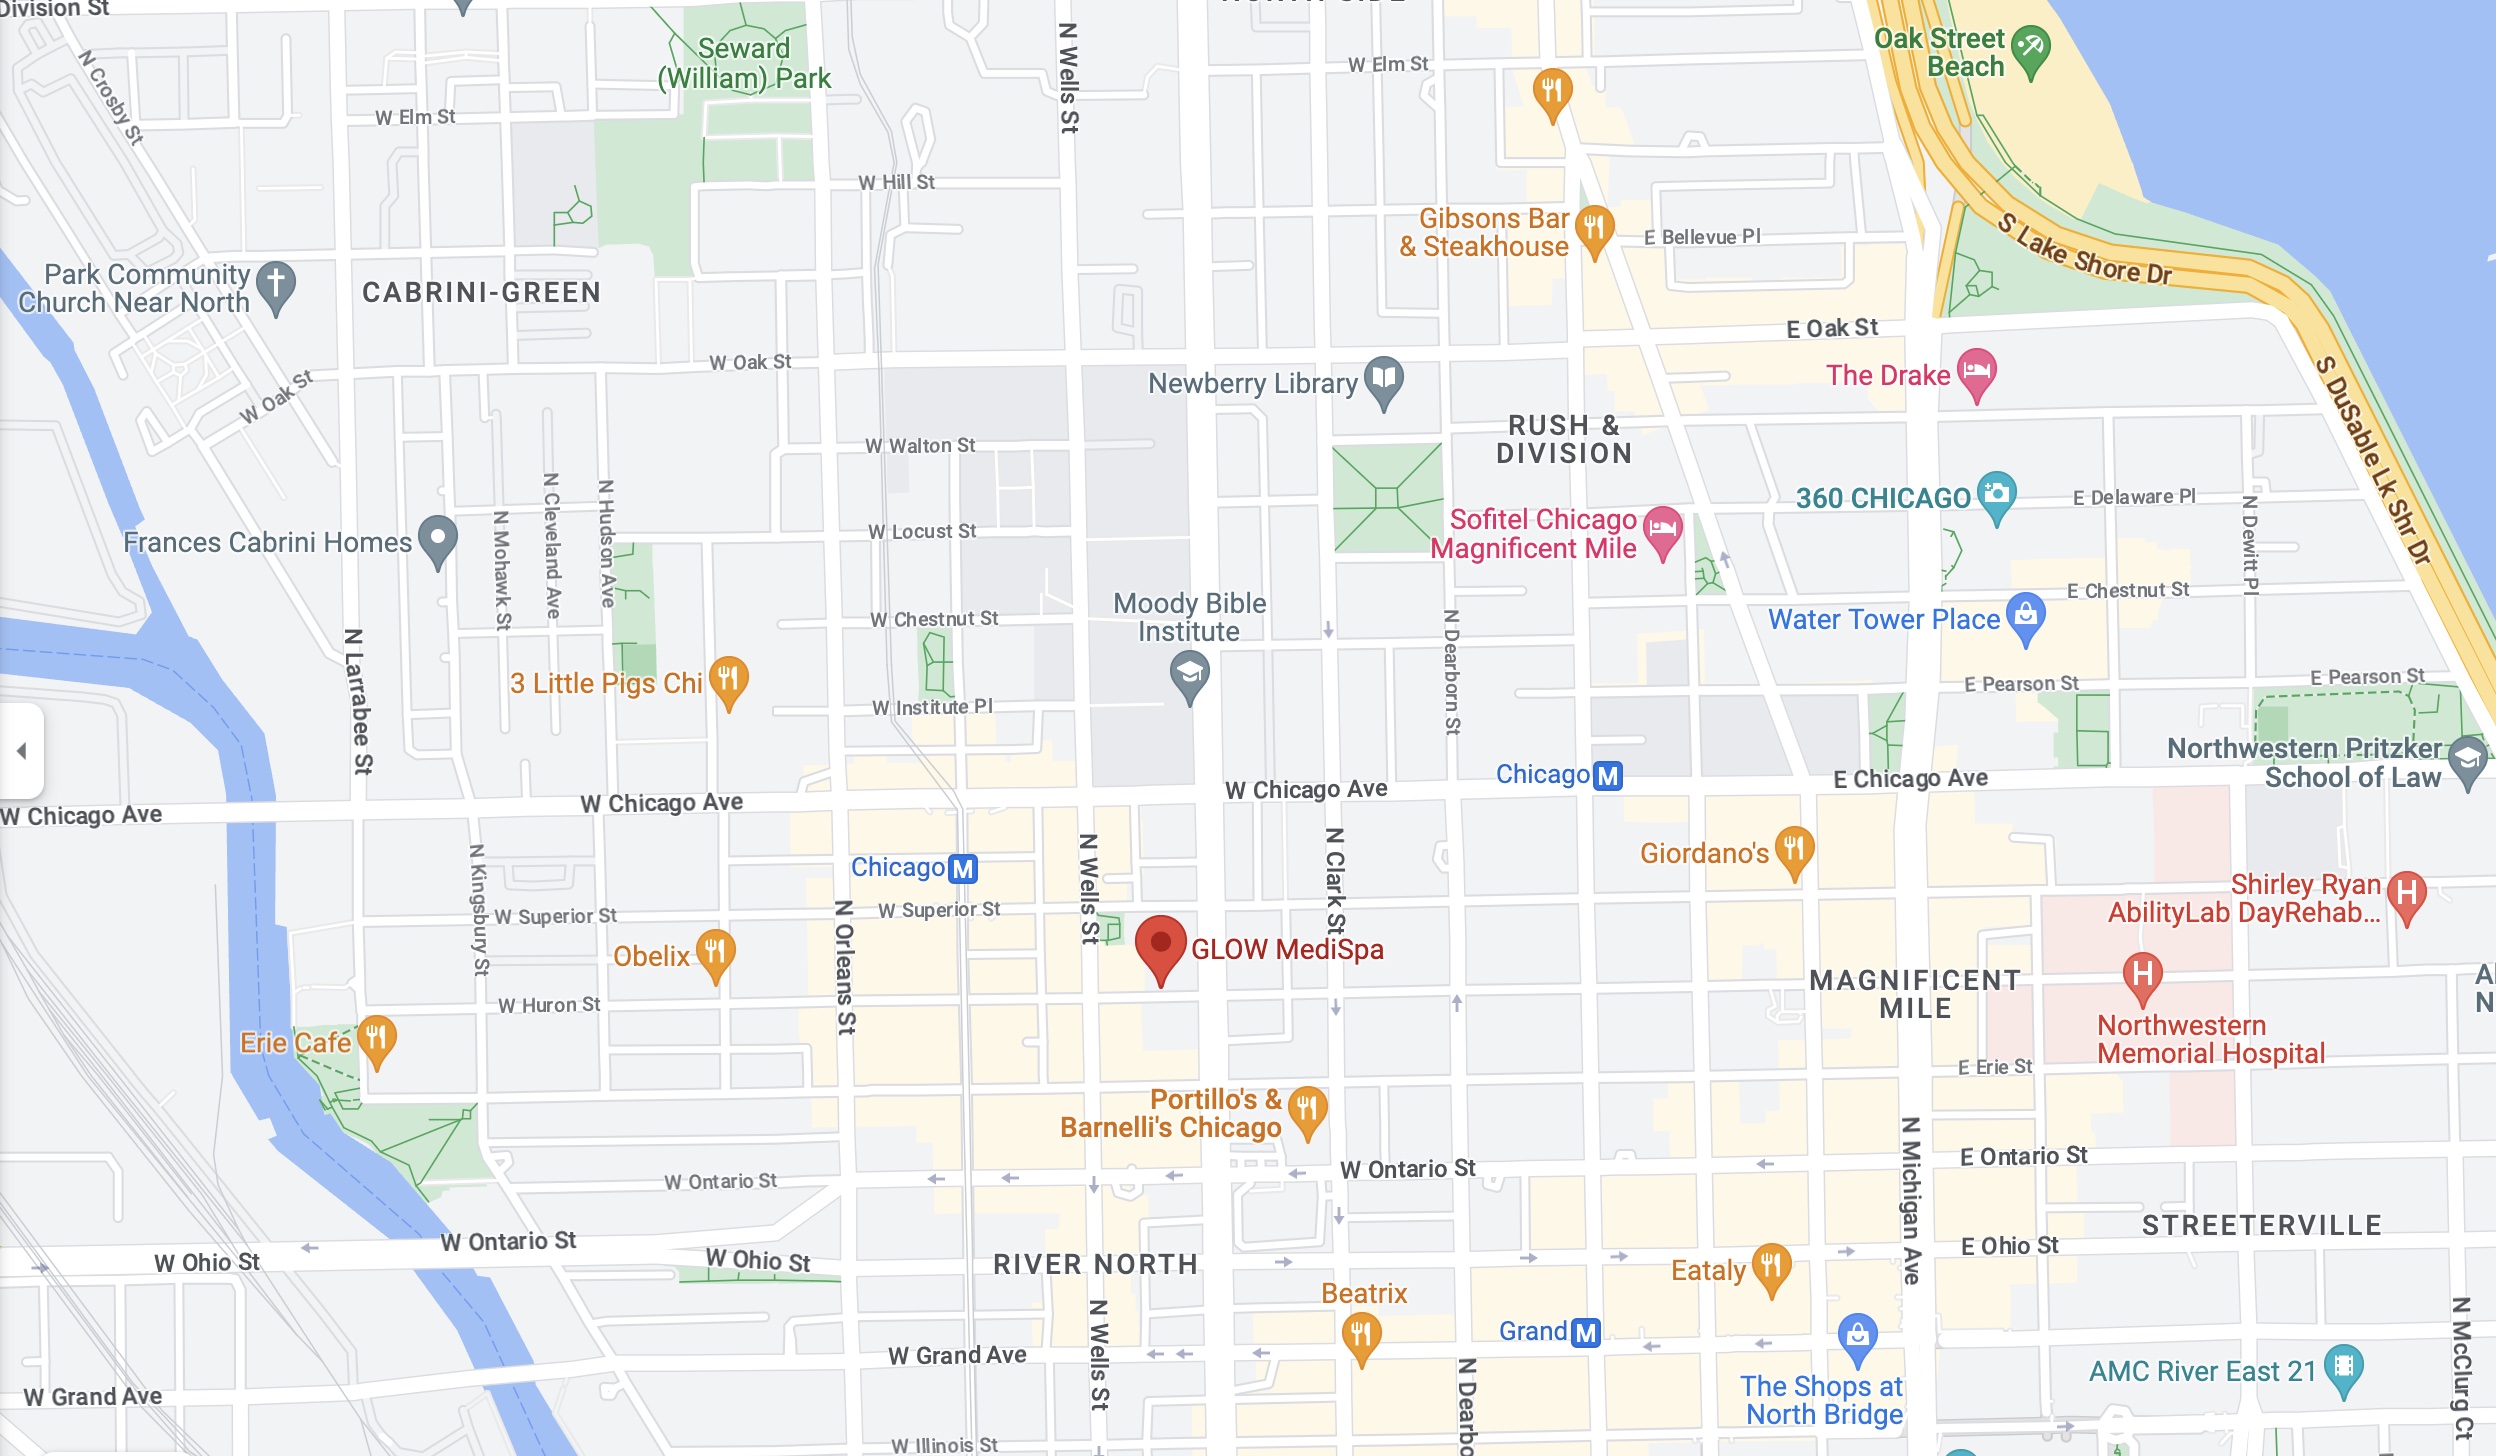 Division St
NORTH SIDE
Oak Street
Beach
Seward
(William) Park
N Crosby St
N Wells St
W Elm St
W Elm St
W Hill St
Gibsons Bar
& Steakhouse
E Bellevue Pl
S Lake Shore Dr
Park Community
Church Near North
CABRINI-GREEN
E Oak St
W Oak St
W Oak St
Newberry Library
The Drake
S DuSable Lk Shr Dr
RUSH &
DIVISION
W Walton St
360 CHICAGO
E Delaware Pl
N Dewitt Pl
Sofitel Chicago
Magnificent Mile
Frances Cabrini Homes
N Mohawk St
N Cleveland Ave
N Hudson Ave
W Locust St
W Chestnut St
Moody Bible
Institute
E Chestnut St
Water Tower Place
N Larrabee St
3 Little Pigs Chi
W Institute Pl
N Dearborn St
E Pearson St
E Pearson St
Northwestern Pritzker
School of Law
Chicago M
E Chicago Ave
W Chicago Ave
W Chicago Ave
W Chicago Ave
N Kingsbury St
Chicago M
N Wells St
N Clark St
Giordano's
Shirley Ryan
AbilityLab DayRehab...
W Superior St
W Superior St
N Orleans St
Obelix
GLOW MediSpa
MAGNIFICENT
MILE
H
H
Northwestern
Memorial Hospital
W Huron St
Erie Cafe
E Erie St
Portillo's &
Barnelli's Chicago
N Michigan Ave
W Ontario St
W Ontario St
E Ontario St
STREETERVILLE
W Ohio St
W Ontario St
W Ohio St
RIVER NORTH
E Ohio St
Eataly
Beatrix
Grand M
N Wells St
N McClurg Ct
W Grand Ave
W Grand Ave
N Dearbo
The Shops at
North Bridge
AMC River East 21
W Illinois St